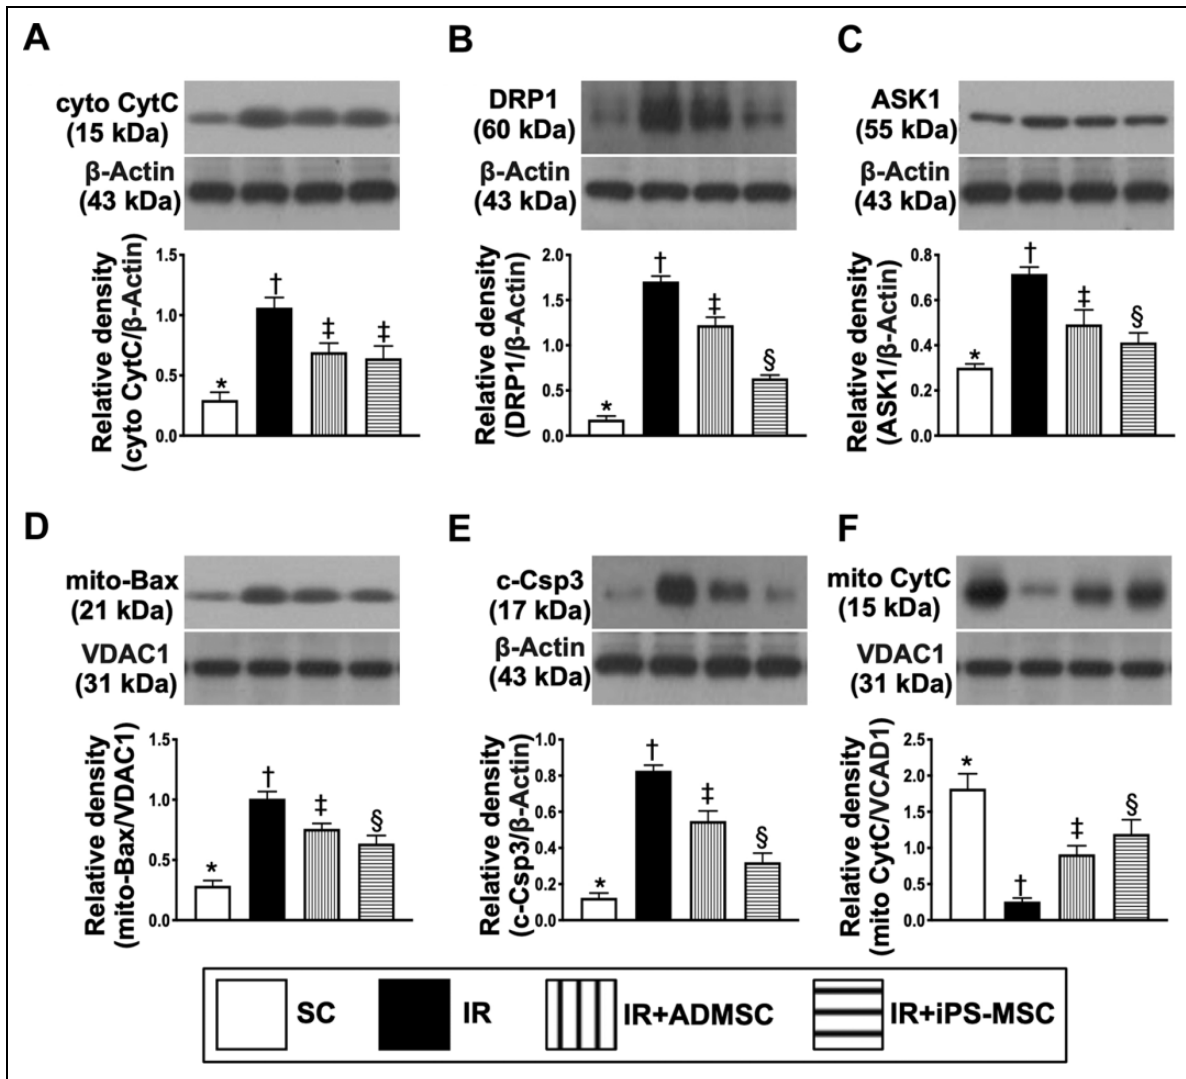 A
cyto CytC
(15 kDa)
β-Actin
(43 kDa)
Relative density
(cyto CytC/β-Actin)
1.5
1.0
0.5
0.0
*
†
‡
‡
B
DRP1
(60 kDa)
β-Actin
(43 kDa)
Relative density
(DRP1/β-Actin)
2.0
1.5
1.0
0.5
0.0
*
†
‡
§
C
ASK1
(55 kDa)
β-Actin
(43 kDa)
Relative density
(ASK1/β-Actin)
0.8
0.6
0.4
0.2
0.0
*
†
‡
§
D
mito-Bax
(21 kDa)
VDAC1
(31 kDa)
Relative density
(mito-Bax/VDAC1)
1.5
1.0
0.5
0.0
*
†
‡
§
E
c-Csp3
(17 kDa)
β-Actin
(43 kDa)
Relative density
(c-Csp3/β-Actin)
1.0
0.8
0.6
0.4
0.2
0.0
*
†
‡
§
F
mito CytC
(15 kDa)
VDAC1
(31 kDa)
Relative density
(mito CytC/VCAD1)
2.5
2.0
1.5
1.0
0.5
0.0
*
†
‡
§
SC
IR
IR+ADMSC
IR+iPS-MSC